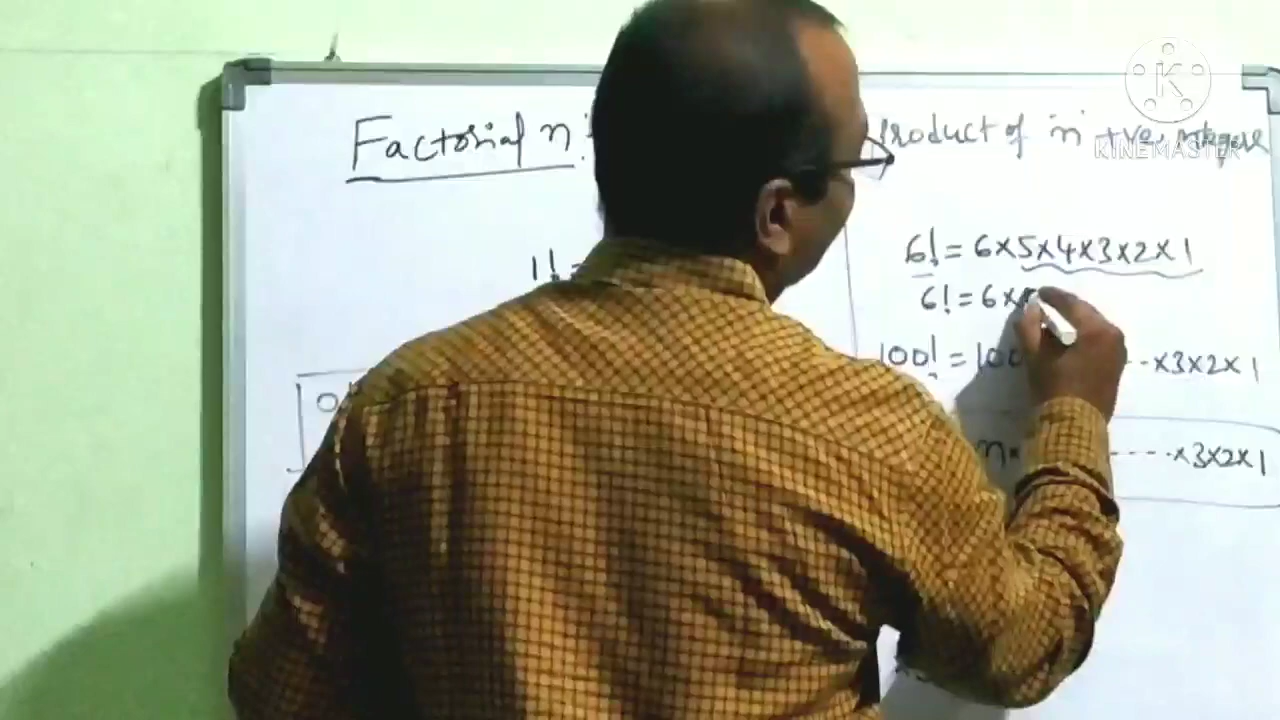 Factorial n: product of 'n' +ve integers
KINEMASTER
K
1! =
6! = 6×5×4×3×2×1
6! = 6×
100! = 100 ---×3×2×1
n× ----×3×2×1